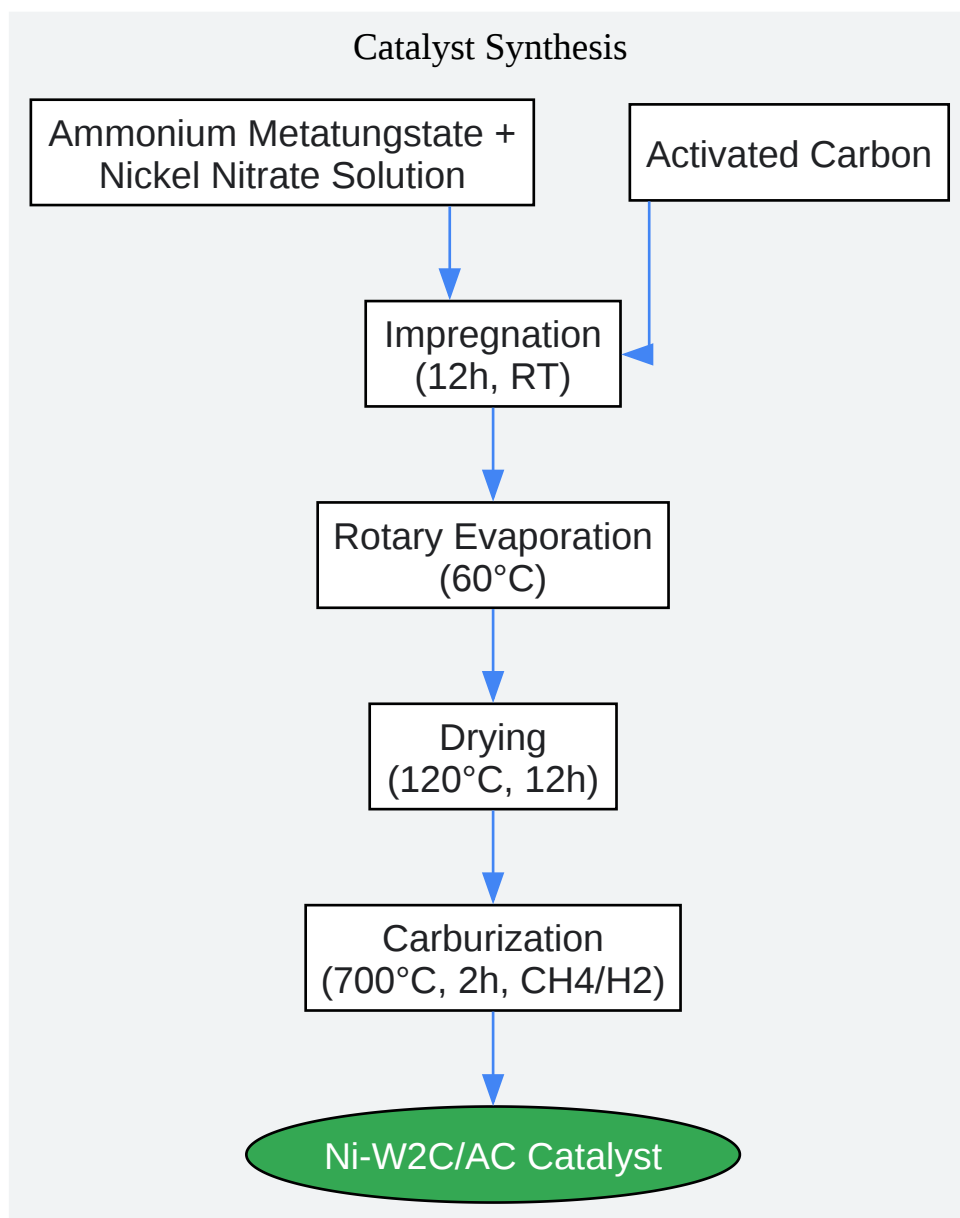 Catalyst Synthesis
Ammonium Metatungstate +
Nickel Nitrate Solution
Activated Carbon
Impregnation
(12h, RT)
Rotary Evaporation
(60°C)
Drying
(120°C, 12h)
Carburization
(700°C, 2h, CH4/H2)
Ni-W2C/AC Catalyst